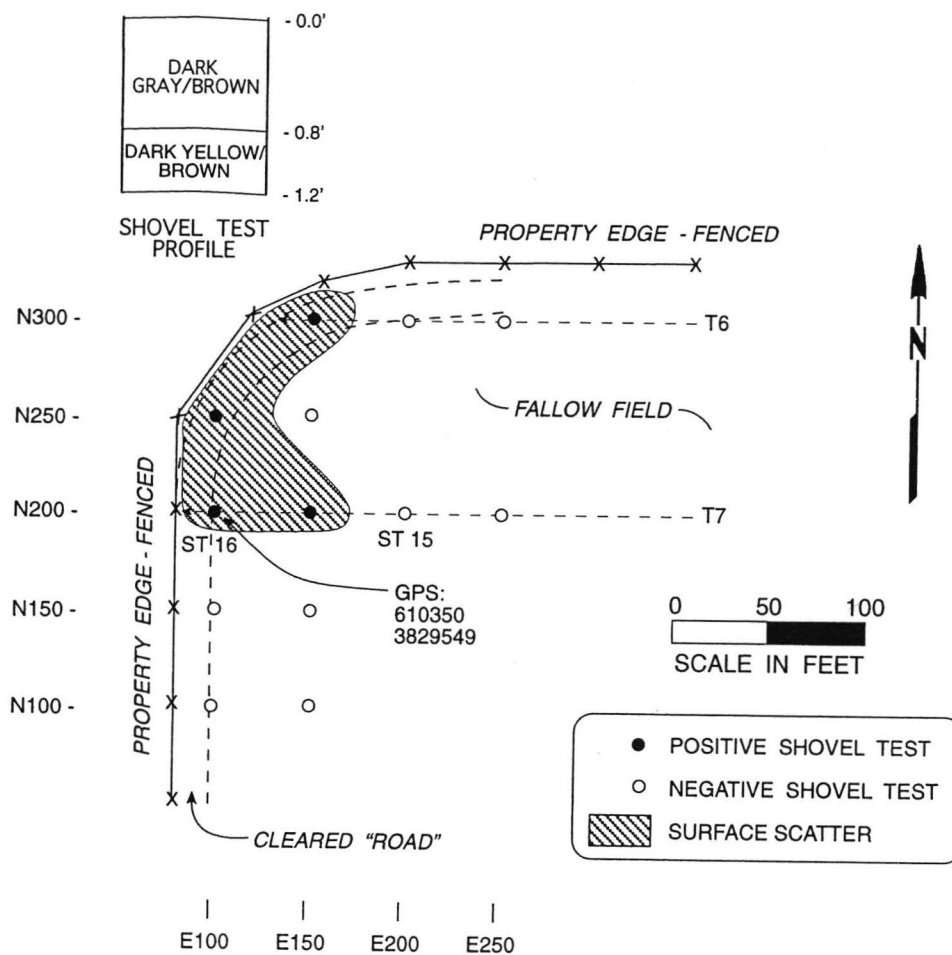 - 0.0'
DARK
GRAY/BROWN
- 0.8'
DARK YELLOW/
BROWN
- 1.2'
SHOVEL TEST
PROFILE
PROPERTY EDGE - FENCED
N300 -
T6
N
N250 -
FALLOW FIELD
PROPERTY EDGE - FENCED
N200 -
T7
ST 16
ST 15
GPS:
610350
3829549
N150 -
0 50 100
SCALE IN FEET
N100 -
POSITIVE SHOVEL TEST
NEGATIVE SHOVEL TEST
SURFACE SCATTER
CLEARED "ROAD"
E100 E150 E200 E250